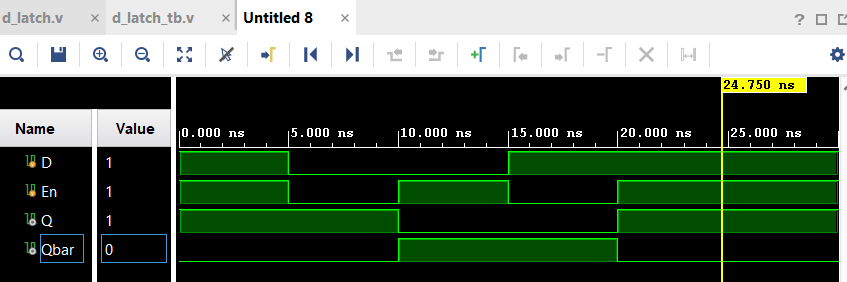 d_latch.v d_latch_tb.v Untitled 8
24.750 ns
Name Value 0.000 ns 5.000 ns 10.000 ns 15.000 ns 20.000 ns 25.000 ns
D 1
En 1
Q 1
Qbar 0